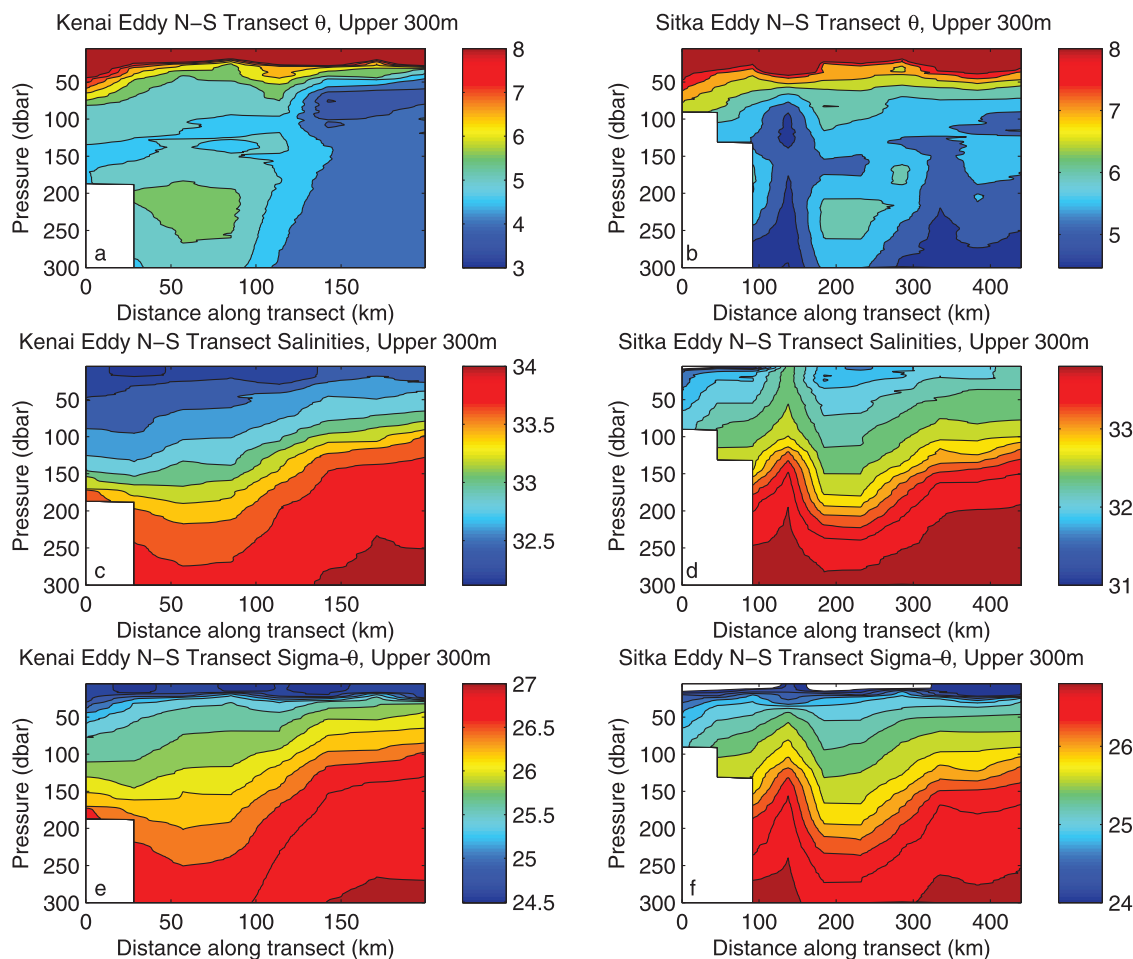 Kenai Eddy N−S Transect θ, Upper 300m
Pressure (dbar)
50
100
150
200
250
300
a
0 50 100 150
Distance along transect (km)
8
7
6
5
4
3
Sitka Eddy N−S Transect θ, Upper 300m
Pressure (dbar)
50
100
150
200
250
300
b
0 100 200 300 400
Distance along transect (km)
8
7
6
5
Kenai Eddy N−S Transect Salinities, Upper 300m
Pressure (dbar)
50
100
150
200
250
300
c
0 50 100 150
Distance along transect (km)
34
33.5
33
32.5
Sitka Eddy N−S Transect Salinities, Upper 300m
Pressure (dbar)
50
100
150
200
250
300
d
0 100 200 300 400
Distance along transect (km)
33
32
31
Kenai Eddy N−S Transect Sigma-θ, Upper 300m
Pressure (dbar)
50
100
150
200
250
300
e
0 50 100 150
Distance along transect (km)
27
26.5
26
25.5
25
24.5
Sitka Eddy N−S Transect Sigma-θ, Upper 300m
Pressure (dbar)
50
100
150
200
250
300
f
0 100 200 300 400
Distance along transect (km)
26
25
24